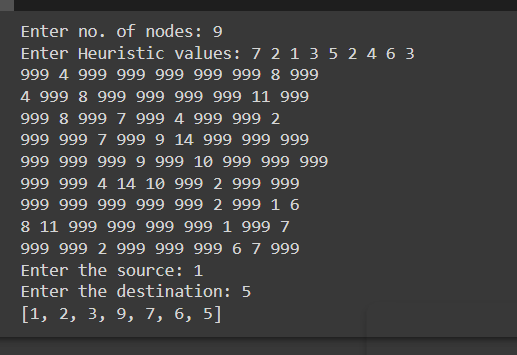 Enter no. of nodes: 9
Enter Heuristic values: 7 2 1 3 5 2 4 6 3
999 4 999 999 999 999 999 8 999
4 999 8 999 999 999 999 11 999
999 8 999 7 999 4 999 999 2
999 999 7 999 9 14 999 999 999
999 999 999 9 999 10 999 999 999
999 999 4 14 10 999 2 999 999
999 999 999 999 999 2 999 1 6
8 11 999 999 999 999 1 999 7
999 999 2 999 999 999 6 7 999
Enter the source: 1
Enter the destination: 5
[1, 2, 3, 9, 7, 6, 5]